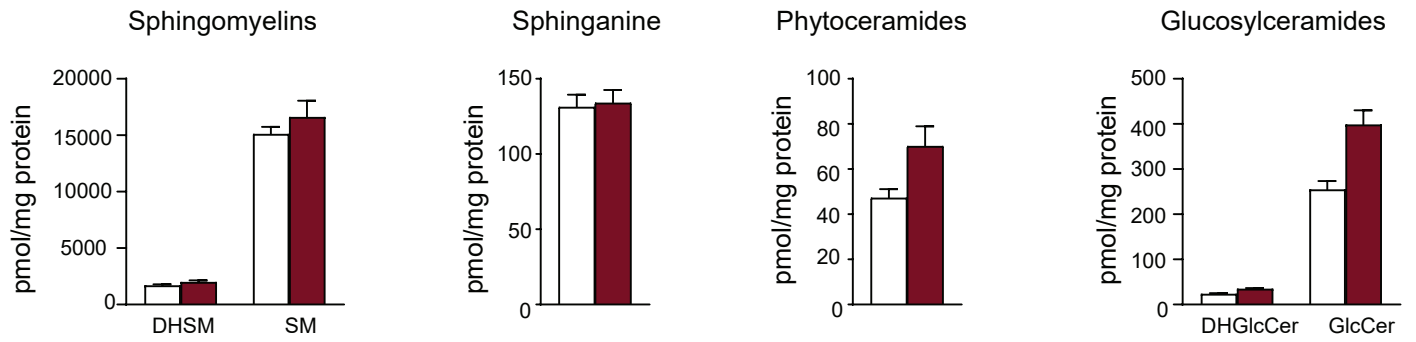 Sphingomyelins
pmol/mg protein
20000
15000
10000
5000
0
DHSM SM
Sphinganine
pmol/mg protein
150
100
50
0
Phytoceramides
pmol/mg protein
100
80
60
40
20
0
Glucosylceramides
pmol/mg protein
500
400
300
200
100
0
DHGlcCer GlcCer